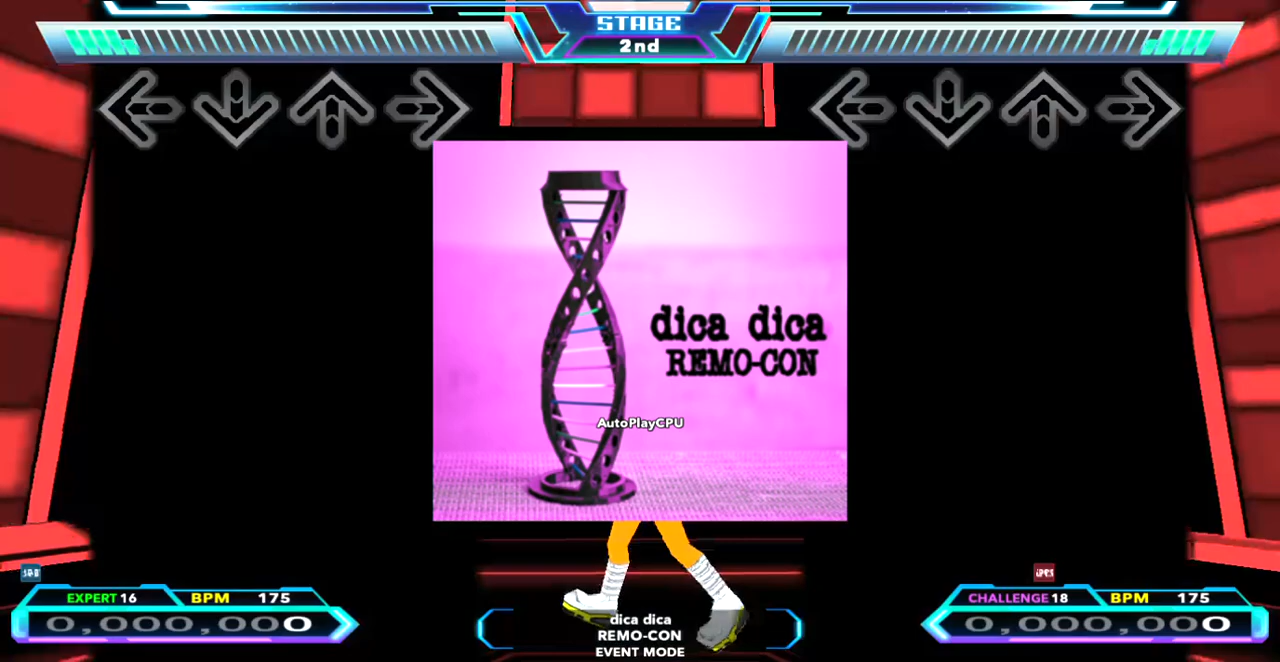 STAGE
2nd
dica dica
REMO-CON
AutoPlayCPU
EXPERT 16
BPM 175
0,000,000
CHALLENGE 18
BPM 175
0,000,000
dica dica
REMO-CON
EVENT MODE